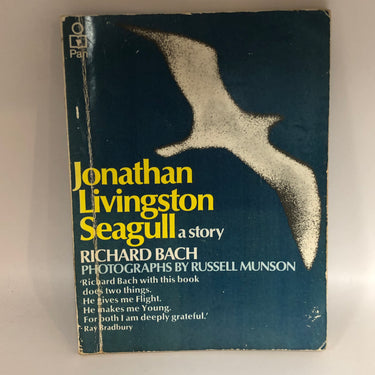 Pan
Jonathan
Livingston
Seagull a story
RICHARD BACH
PHOTOGRAPHS BY RUSSELL MUNSON
'Richard Bach with this book
does two things.
He gives me Flight.
He makes me Young.
For both I am deeply grateful.'
Ray Bradbury